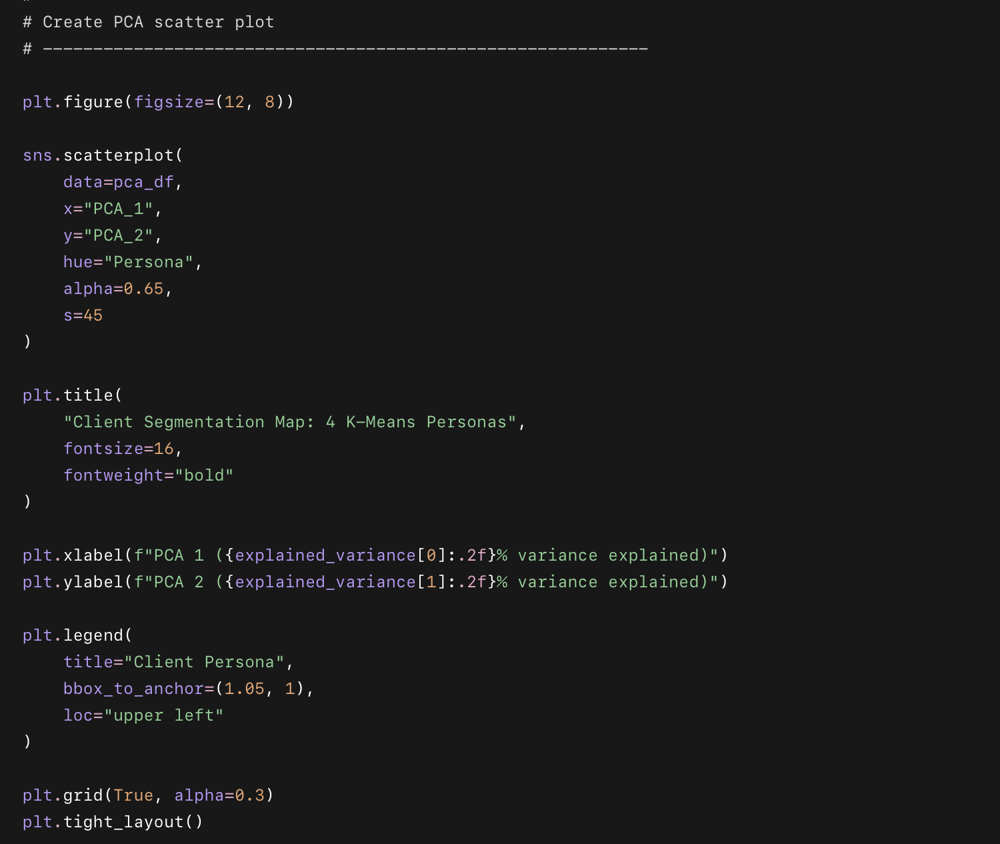 #
# Create PCA scatter plot
# ------------------------------------------------------------

plt.figure(figsize=(12, 8))

sns.scatterplot(
    data=pca_df,
    x="PCA_1",
    y="PCA_2",
    hue="Persona",
    alpha=0.65,
    s=45
)

plt.title(
    "Client Segmentation Map: 4 K-Means Personas",
    fontsize=16,
    fontweight="bold"
)

plt.xlabel(f"PCA 1 ({explained_variance[0]:.2f}% variance explained)")
plt.ylabel(f"PCA 2 ({explained_variance[1]:.2f}% variance explained)")

plt.legend(
    title="Client Persona",
    bbox_to_anchor=(1.05, 1),
    loc="upper left"
)

plt.grid(True, alpha=0.3)
plt.tight_layout()